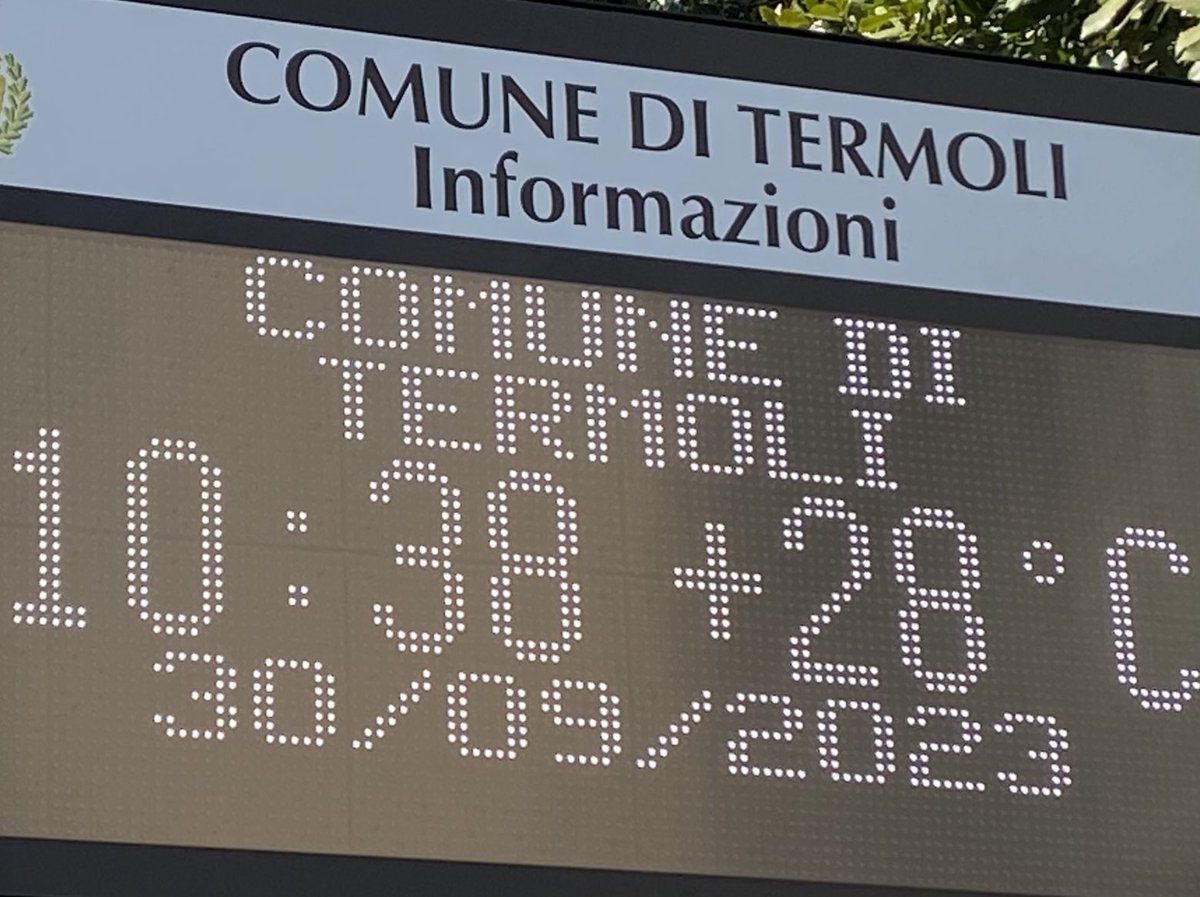 COMUNE DI TERMOLI
Informazioni
COMUNE DI
TERMOLI
10:38 +28°C
30/09/2023